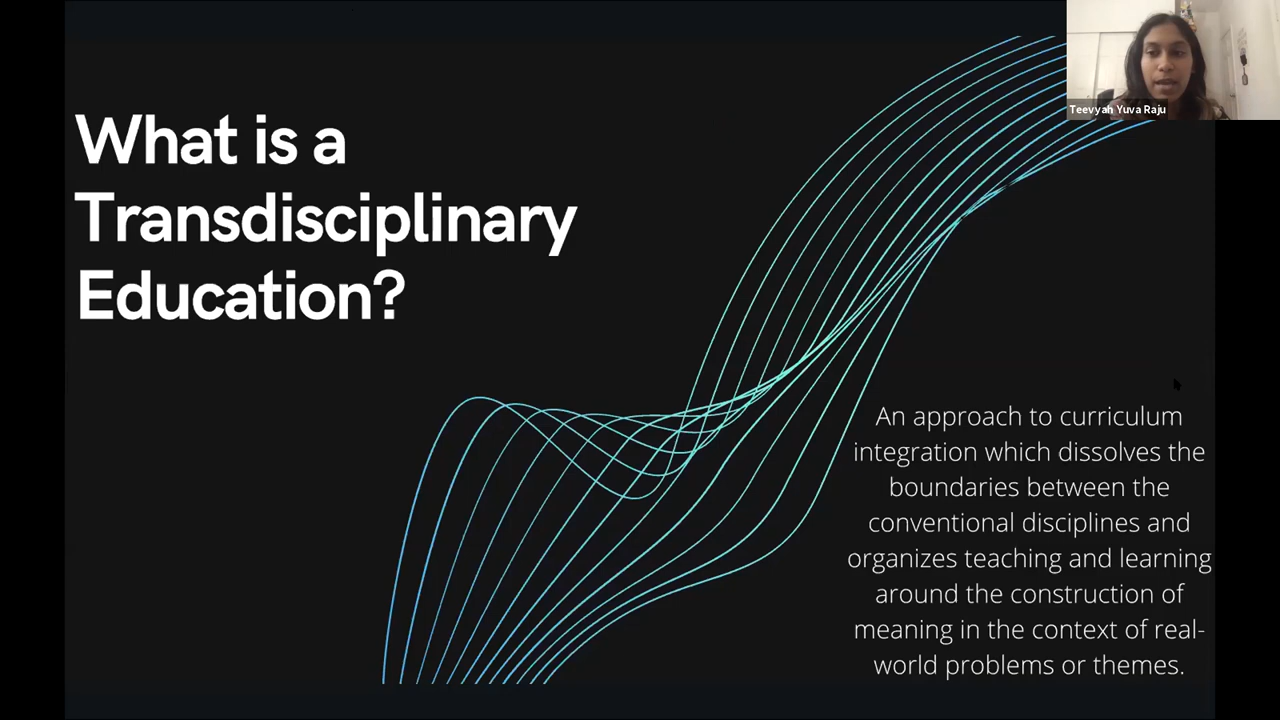 What is a
Transdisciplinary
Education?
Teevyah Yuva Raju
An approach to curriculum
integration which dissolves the
boundaries between the
conventional disciplines and
organizes teaching and learning
around the construction of
meaning in the context of real-
world problems or themes.